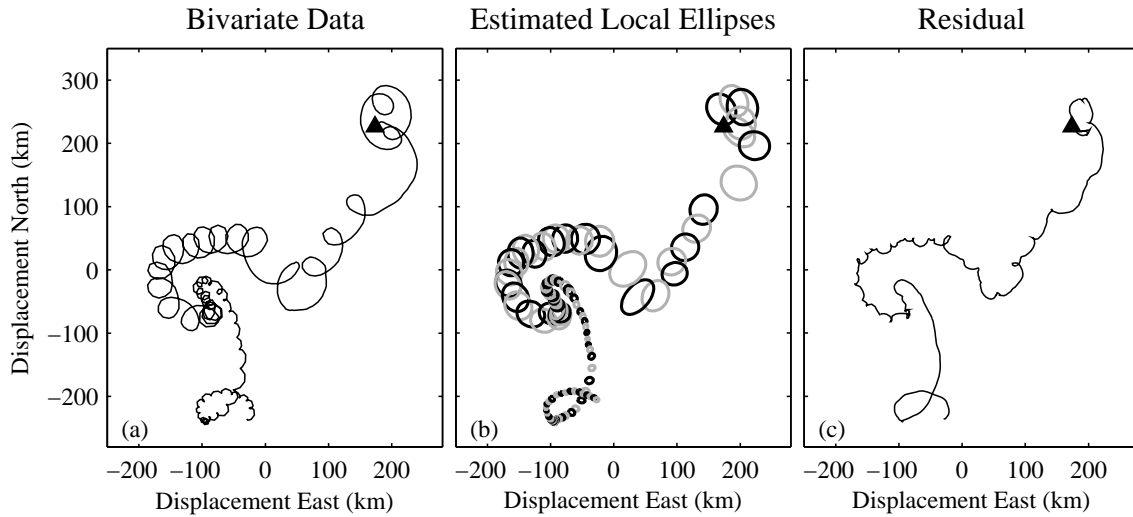 Bivariate Data
Estimated Local Ellipses
Residual
Displacement North (km)
300
200
100
0
−100
−200
(a)
(b)
(c)
−200 −100 0 100 200
−200 −100 0 100 200
−200 −100 0 100 200
Displacement East (km)
Displacement East (km)
Displacement East (km)